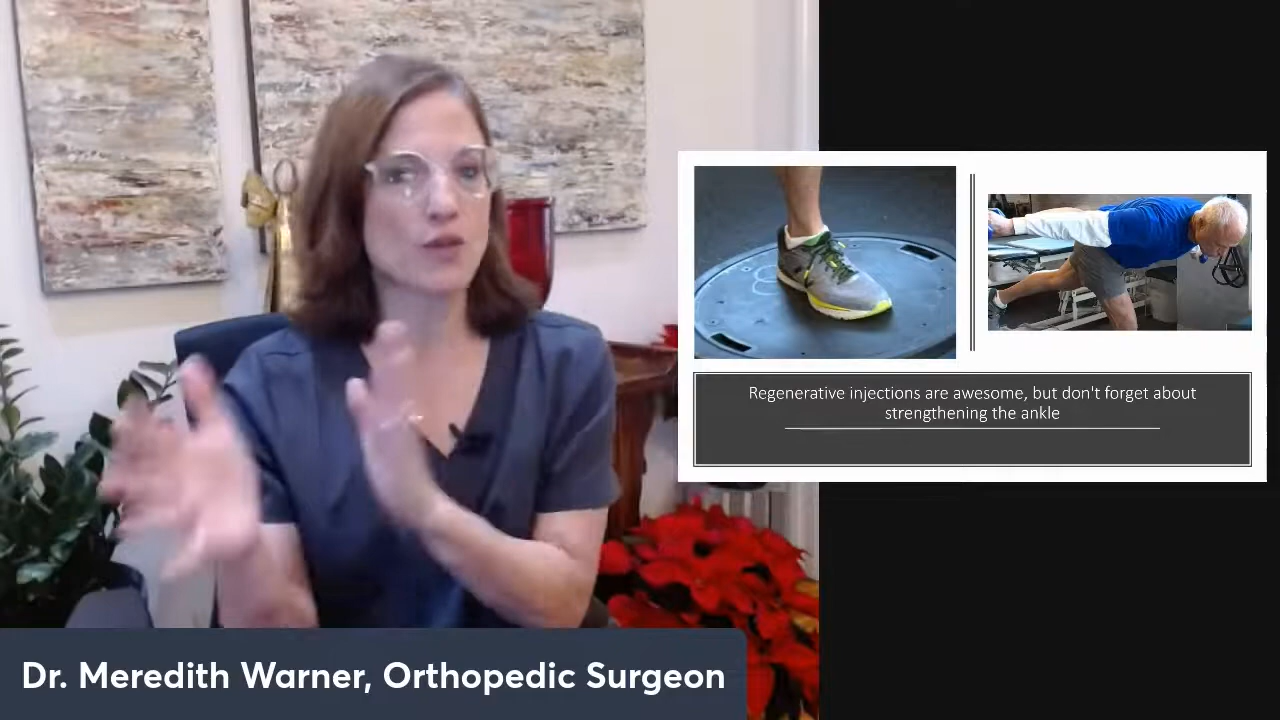 Regenerative injections are awesome, but don't forget about
strengthening the ankle
Dr. Meredith Warner, Orthopedic Surgeon